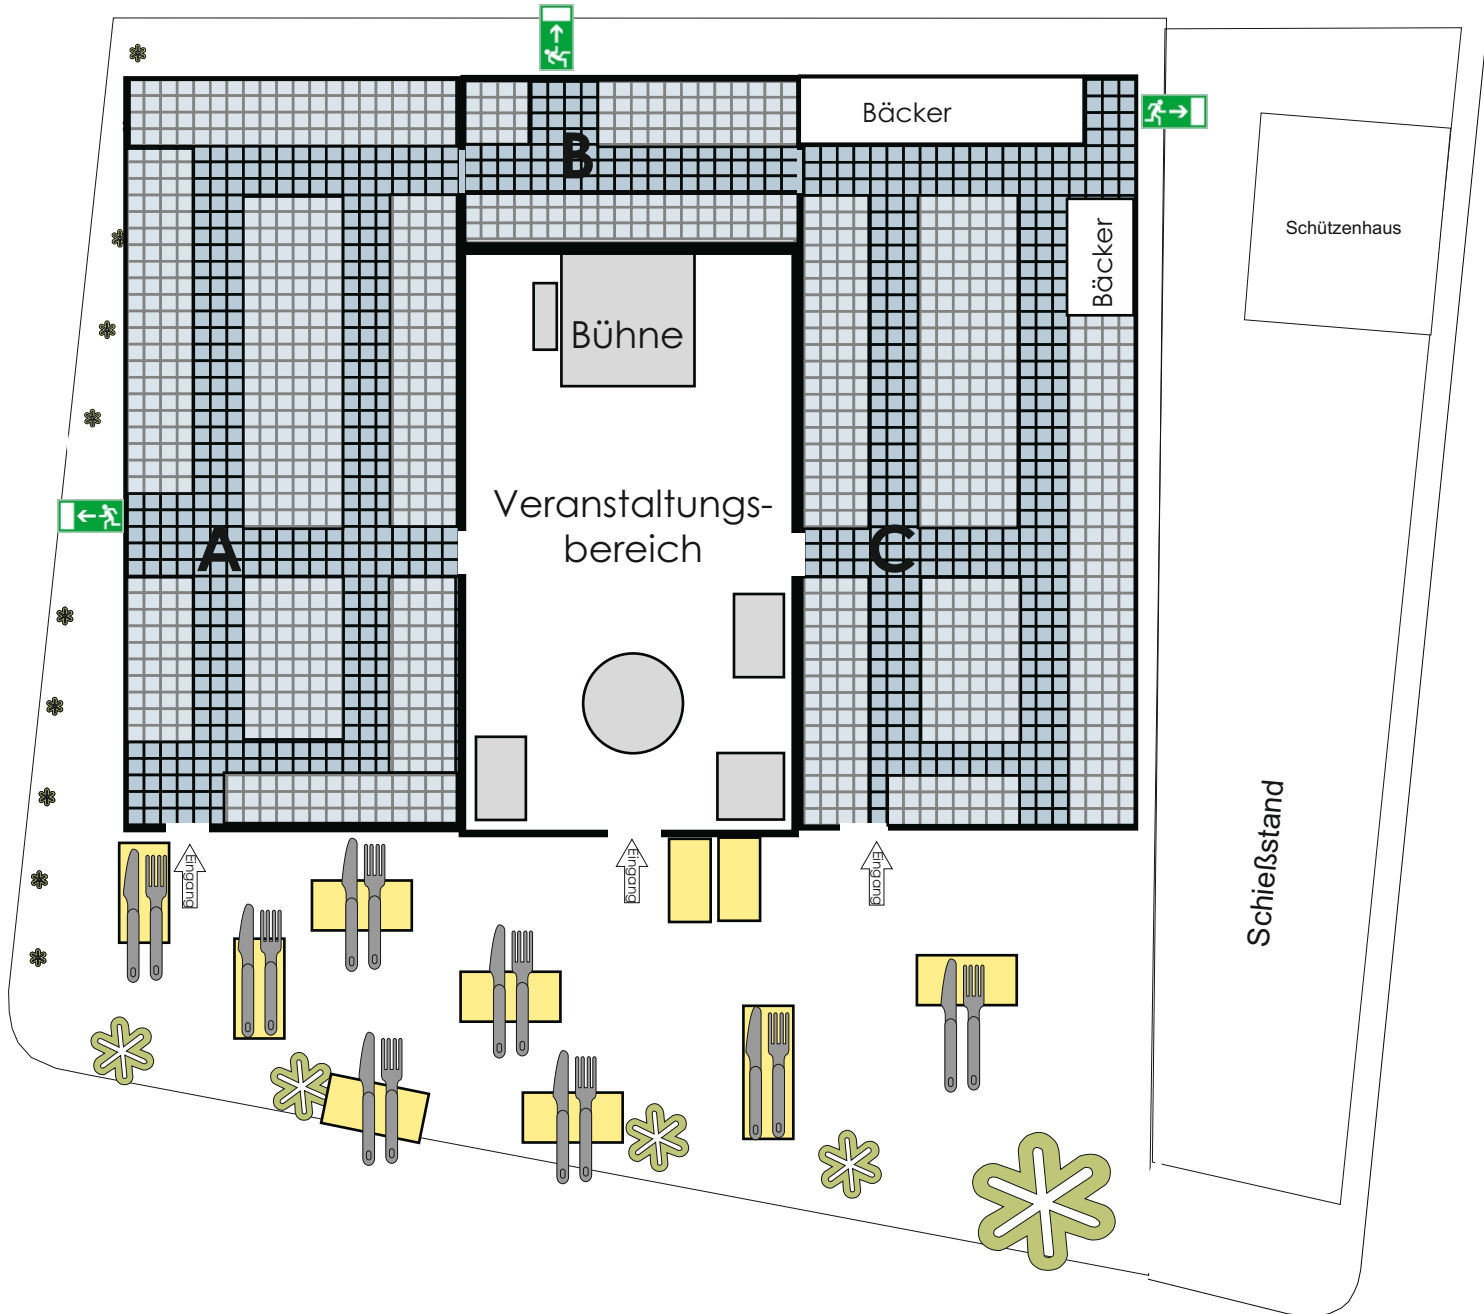 Bäcker
B
Bäcker
Schützenhaus
Bühne
Veranstaltungs-
bereich
A
C
Schießstand
Eingang
Eingang
Eingang